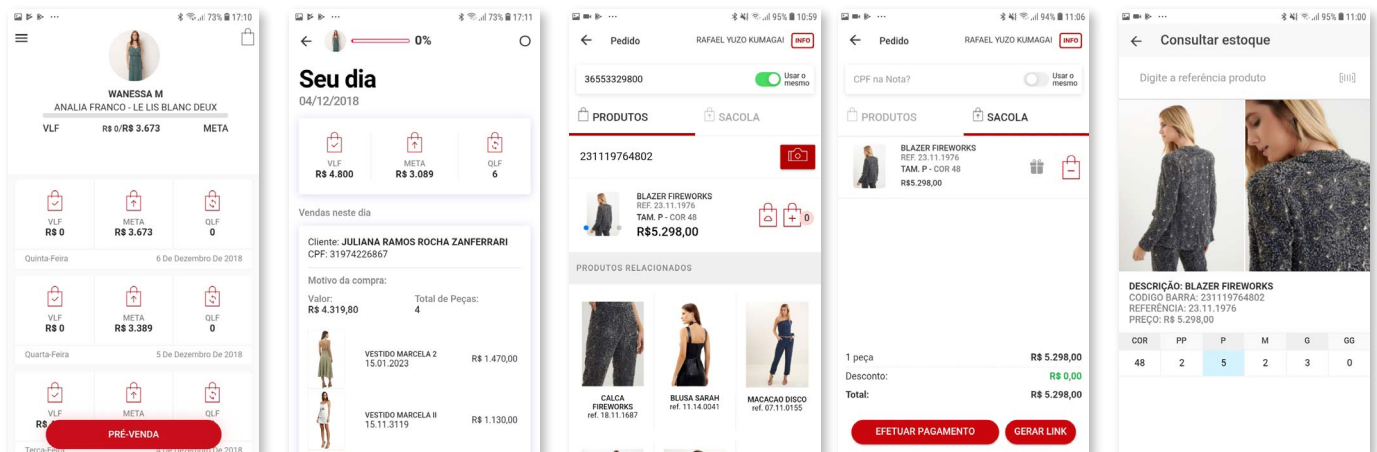 73% 17:10
WANESSA M
ANALIA FRANCO - LE LIS BLANC DEUX
VLF R$ 0/R$ 3.673 META
VLF META QLF
R$ 0 R$ 3.673 0
Quinta-Feira 6 De Dezembro De 2018
VLF META QLF
R$ 0 R$ 3.389 0
Quarta-Feira 5 De Dezembro De 2018
VLF META QLF
PRÉ-VENDA
73% 17:11
0%
Seu dia
04/12/2018
VLF META QLF
R$ 4.800 R$ 3.089 6
Vendas neste dia
Cliente: JULIANA RAMOS ROCHA ZANFERRARI
CPF: 31974226867
Motivo da compra:
Valor: Total de Peças:
R$ 4.319,80 4
VESTIDO MARCELA 2
15.01.2023
R$ 1.470,00
VESTIDO MARCELA II
15.11.3119
R$ 1.130,00
95% 10:59
Pedido RAFAEL YUZO KUMAGAI INFO
36553329800 Usar o
mesmo
PRODUTOS SACOLA
231119764802
BLAZER FIREWORKS
REF. 23.11.1976
TAM. P - COR 48
R$5.298,00
0
PRODUTOS RELACIONADOS
CALCA
FIREWORKS
ref. 18.11.1687
BLUSA SARAH
ref. 11.14.0041
MACACAO DISCO
ref. 07.11.0155
94% 11:06
Pedido RAFAEL YUZO KUMAGAI INFO
CPF na Nota? Usar o
mesmo
PRODUTOS SACOLA
BLAZER FIREWORKS
REF. 23.11.1976
TAM. P - COR 48
R$5.298,00
1 peça R$ 5.298,00
Desconto: R$ 0,00
Total: R$ 5.298,00
EFETUAR PAGAMENTO GERAR LINK
95% 11:00
Consultar estoque
Digite a referência produto
DESCRIÇÃO: BLAZER FIREWORKS
CODIGO BARRA: 231119764802
REFERÊNCIA: 23.11.1976
PREÇO: R$ 5.298,00
COR PP P M G GG
48 2 5 2 3 0